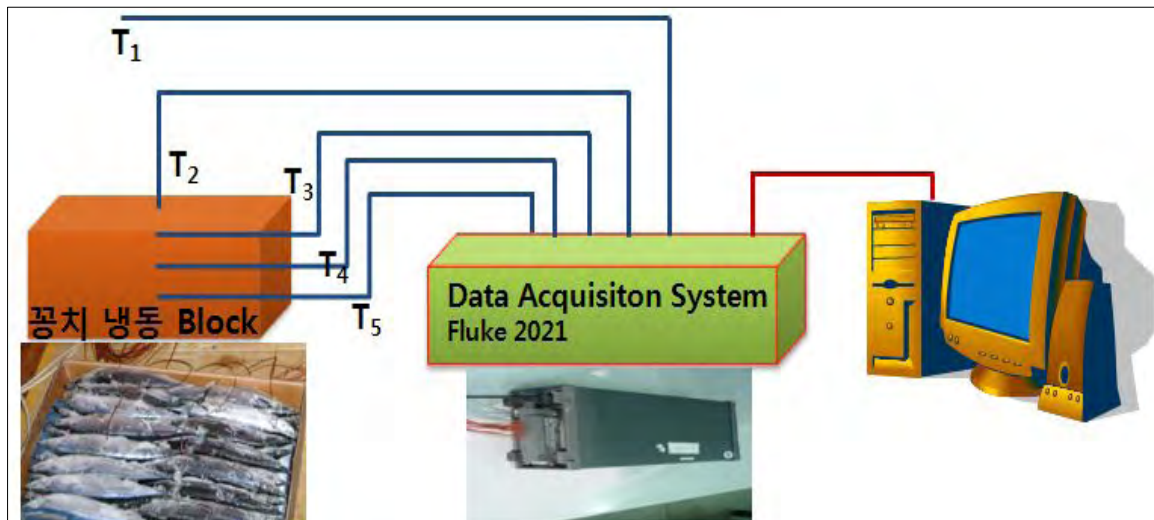 T1
T2
T3
T4
T5
꽁치 냉동 Block
Data Acquisiton System
Fluke 2021